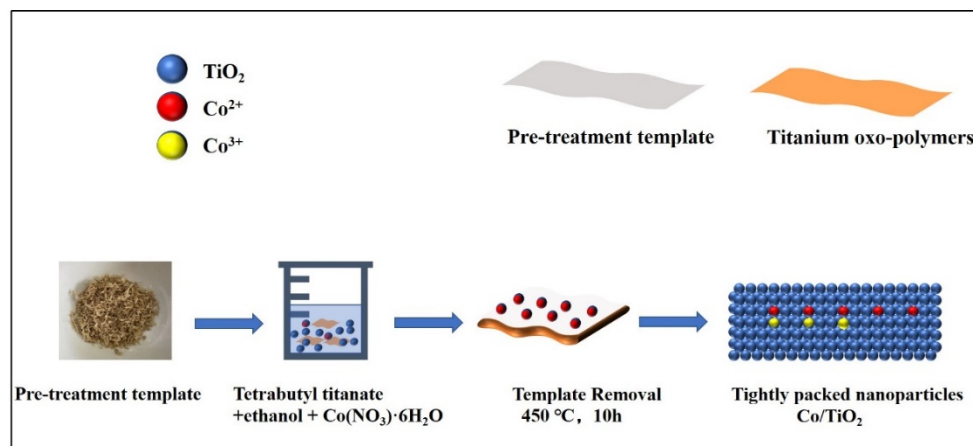 TiO₂
Co²⁺
Co³⁺
Pre-treatment template
Titanium oxo-polymers
Pre-treatment template
Tetrabutyl titanate
+ethanol + Co(NO₃)·6H₂O
Template Removal
450 ℃, 10h
Tightly packed nanoparticles
Co/TiO₂